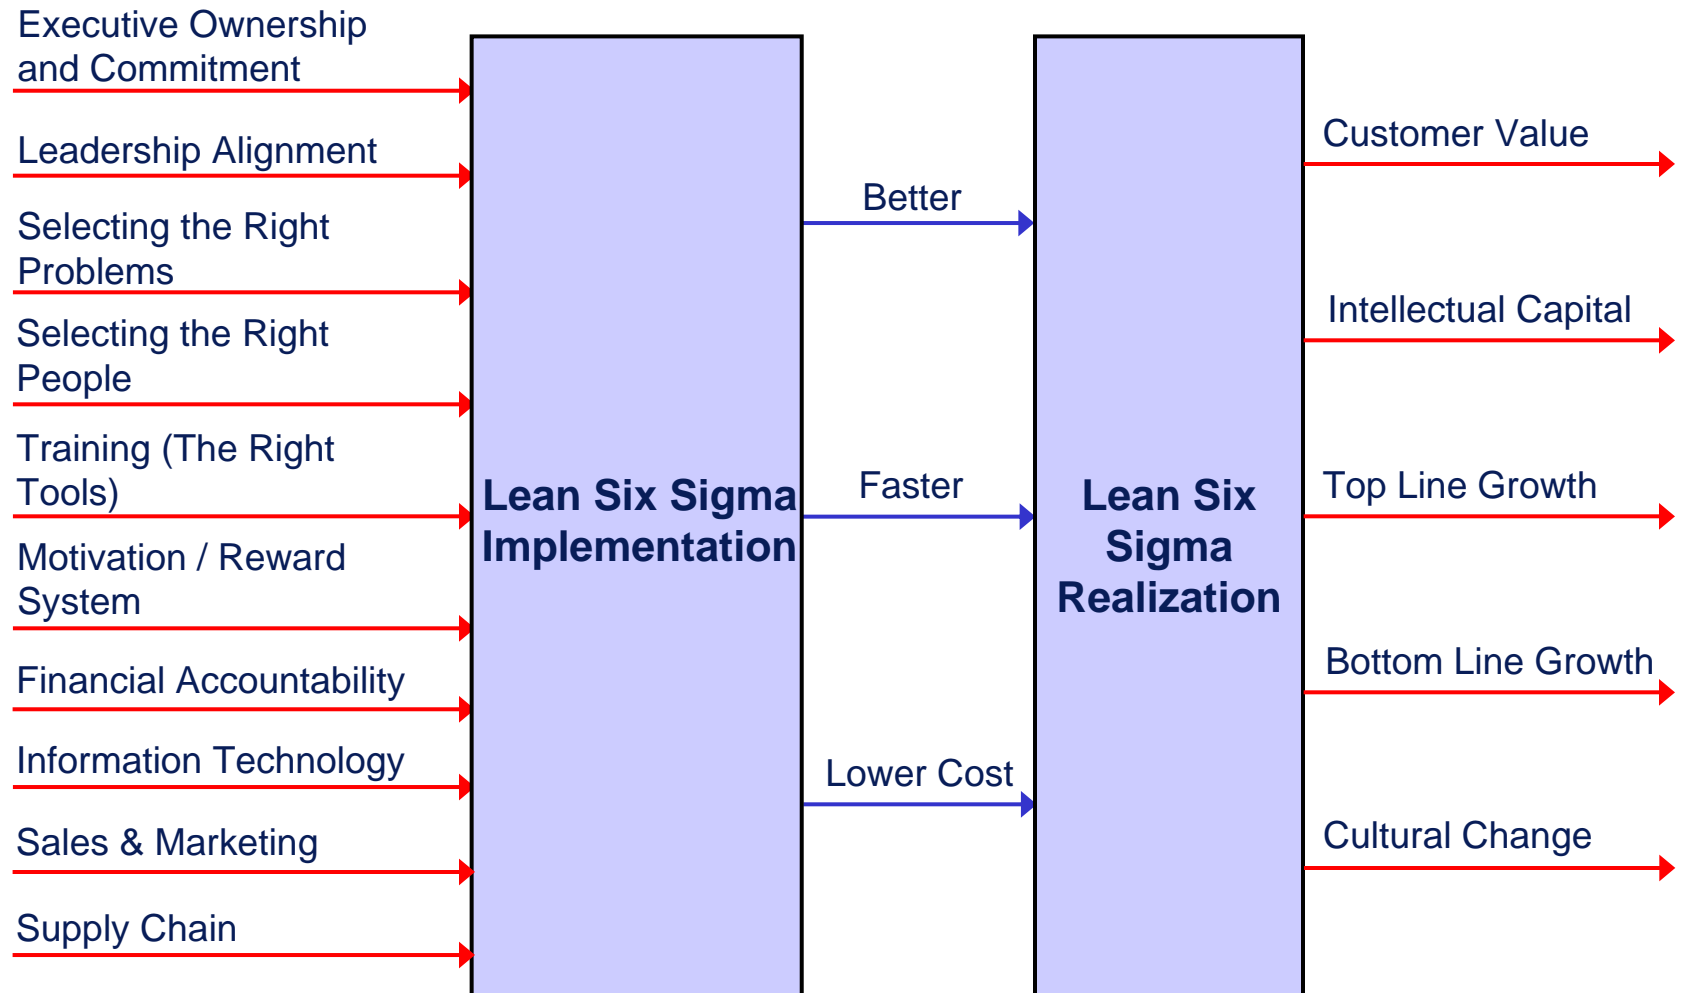 Executive Ownership
and Commitment
Leadership Alignment
Selecting the Right
Problems
Selecting the Right
People
Training (The Right
Tools)
Motivation / Reward
System
Financial Accountability
Information Technology
Sales & Marketing
Supply Chain
Lean Six Sigma
Implementation
Better
Faster
Lower Cost
Lean Six
Sigma
Realization
Customer Value
Intellectual Capital
Top Line Growth
Bottom Line Growth
Cultural Change